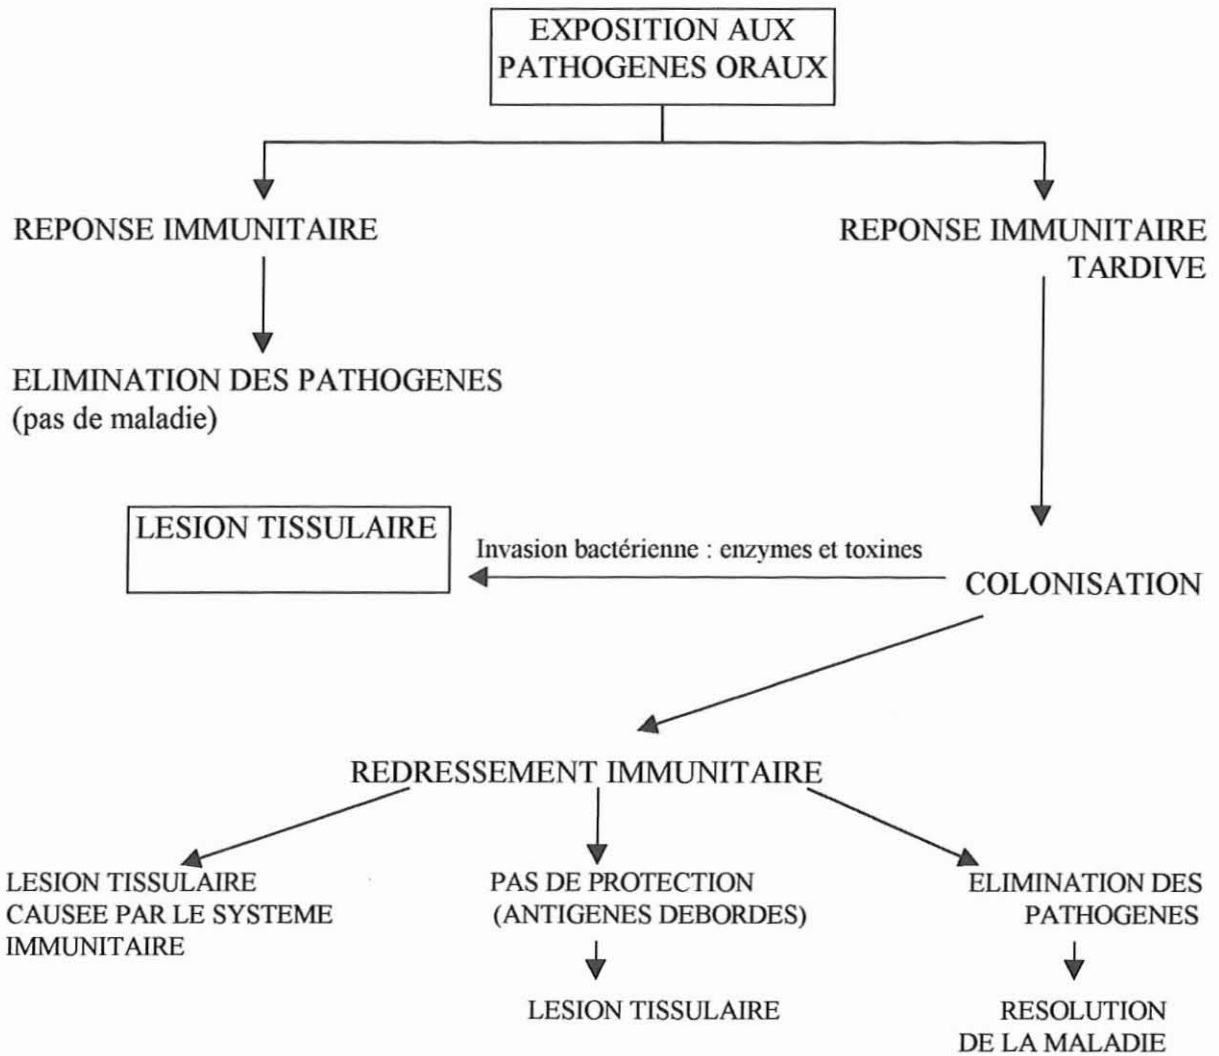 EXPOSITION AUX
PATHOGENES ORAUX
REPONSE IMMUNITAIRE
REPONSE IMMUNITAIRE
TARDIVE
ELIMINATION DES PATHOGENES
(pas de maladie)
LESION TISSULAIRE
Invasion bactérienne : enzymes et toxines
COLONISATION
REDRESSEMENT IMMUNITAIRE
LESION TISSULAIRE
CAUSEE PAR LE SYSTEME
IMMUNITAIRE
PAS DE PROTECTION
(ANTIGENES DEBORDES)
LESION TISSULAIRE
ELIMINATION DES
PATHOGENES
RESOLUTION
DE LA MALADIE